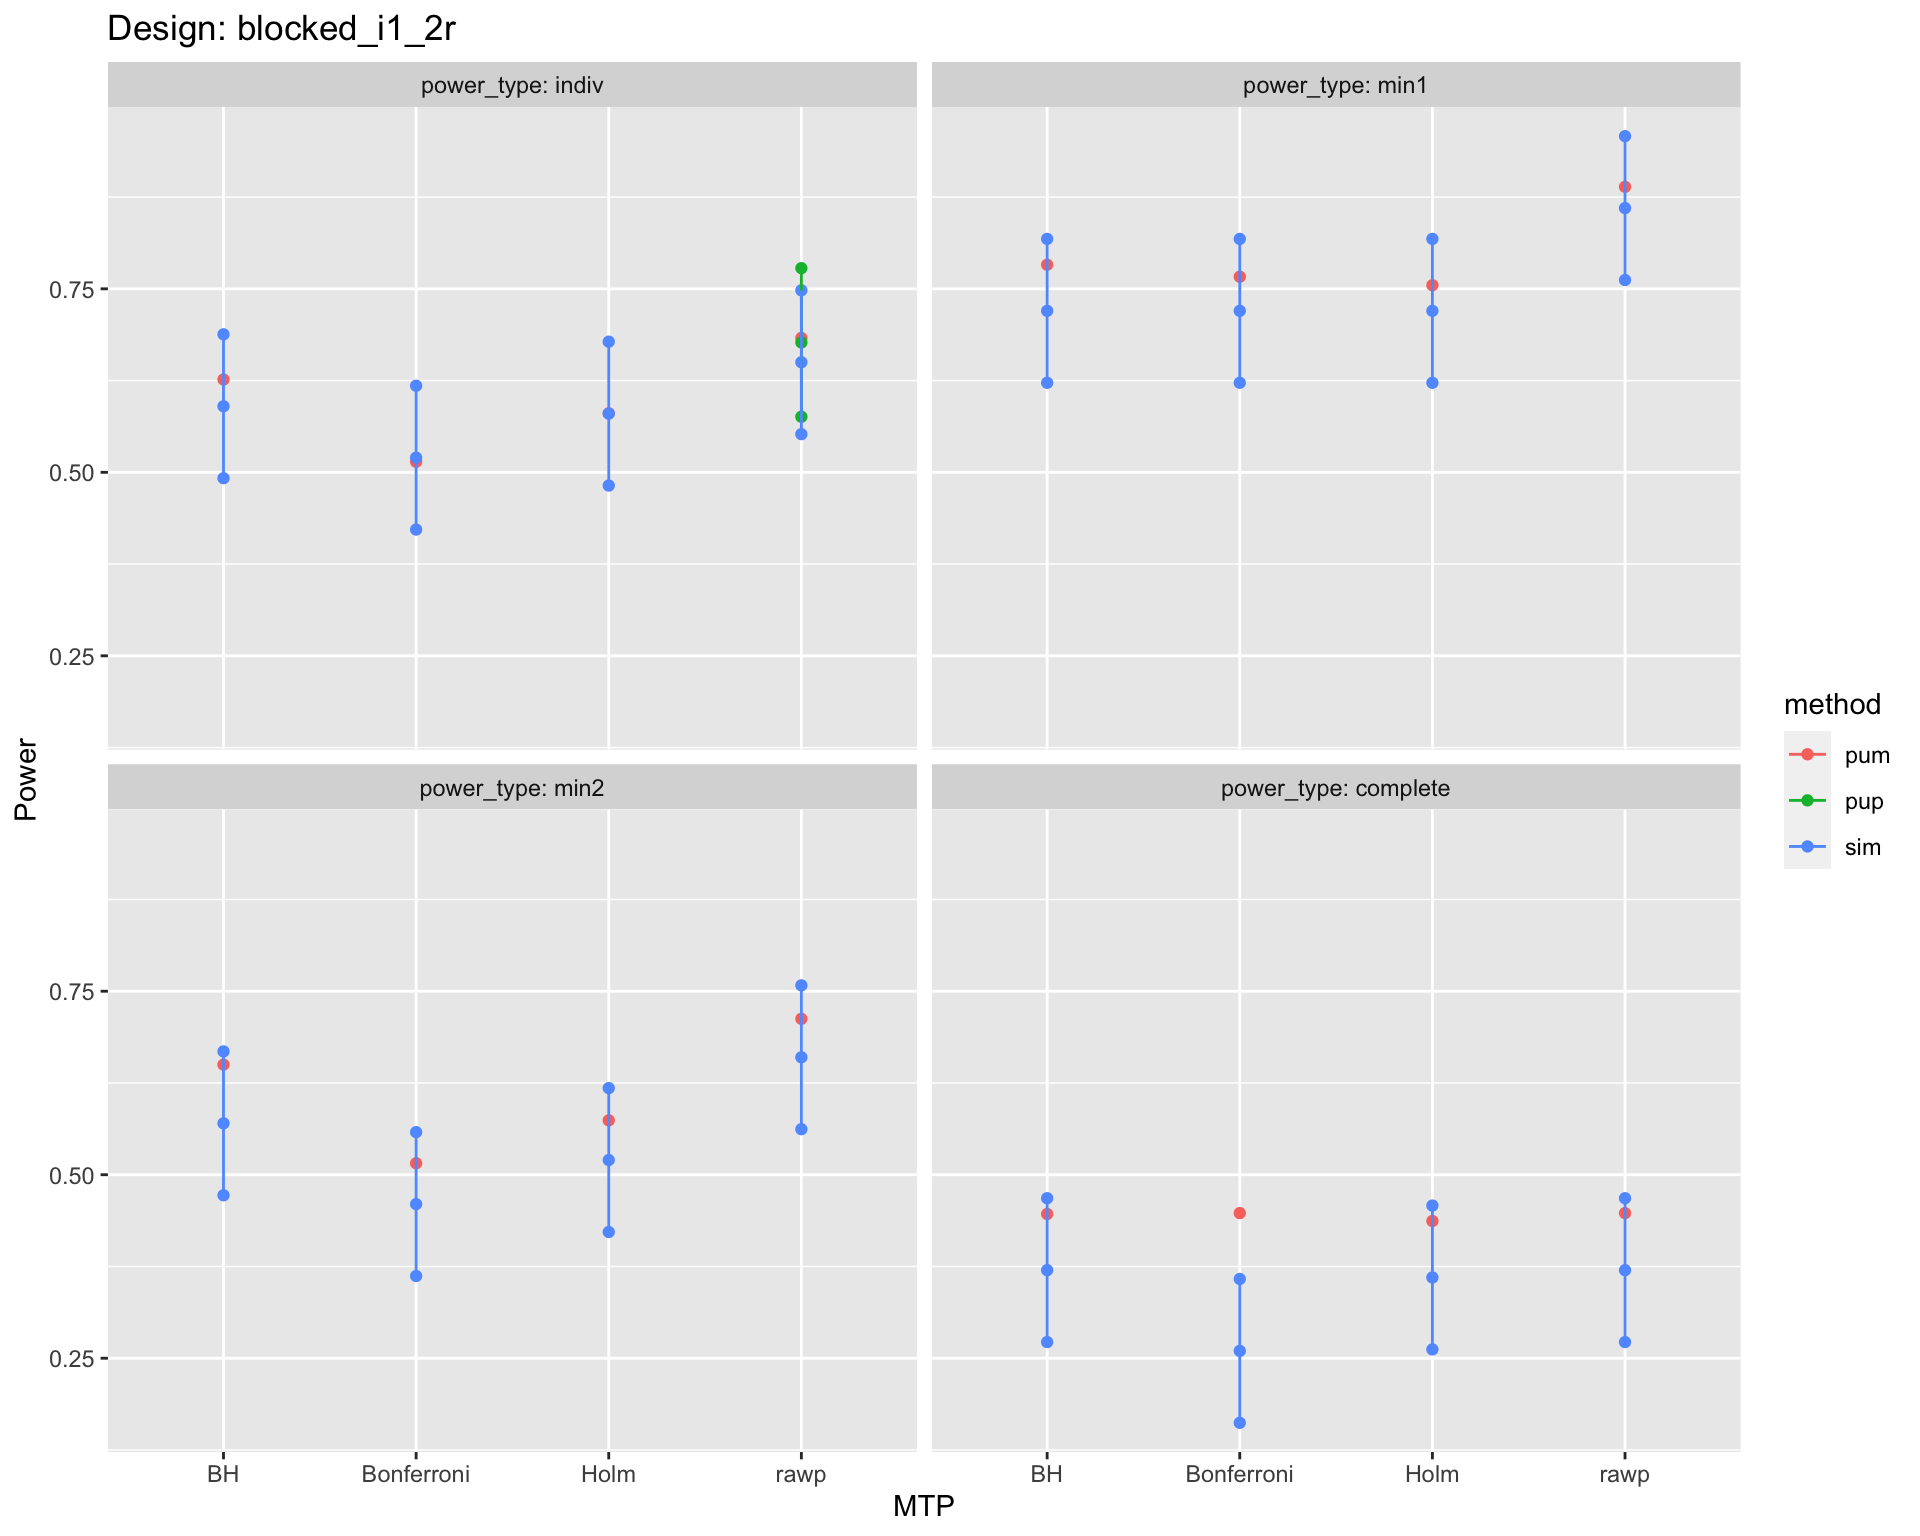 Design: blocked_i1_2r
power_type: indiv
power_type: min1
0.75
0.50
0.25
power_type: min2
power_type: complete
0.75
0.50
0.25
BH
Bonferroni
Holm
rawp
BH
Bonferroni
Holm
rawp
MTP
Power
method
pum
pup
sim